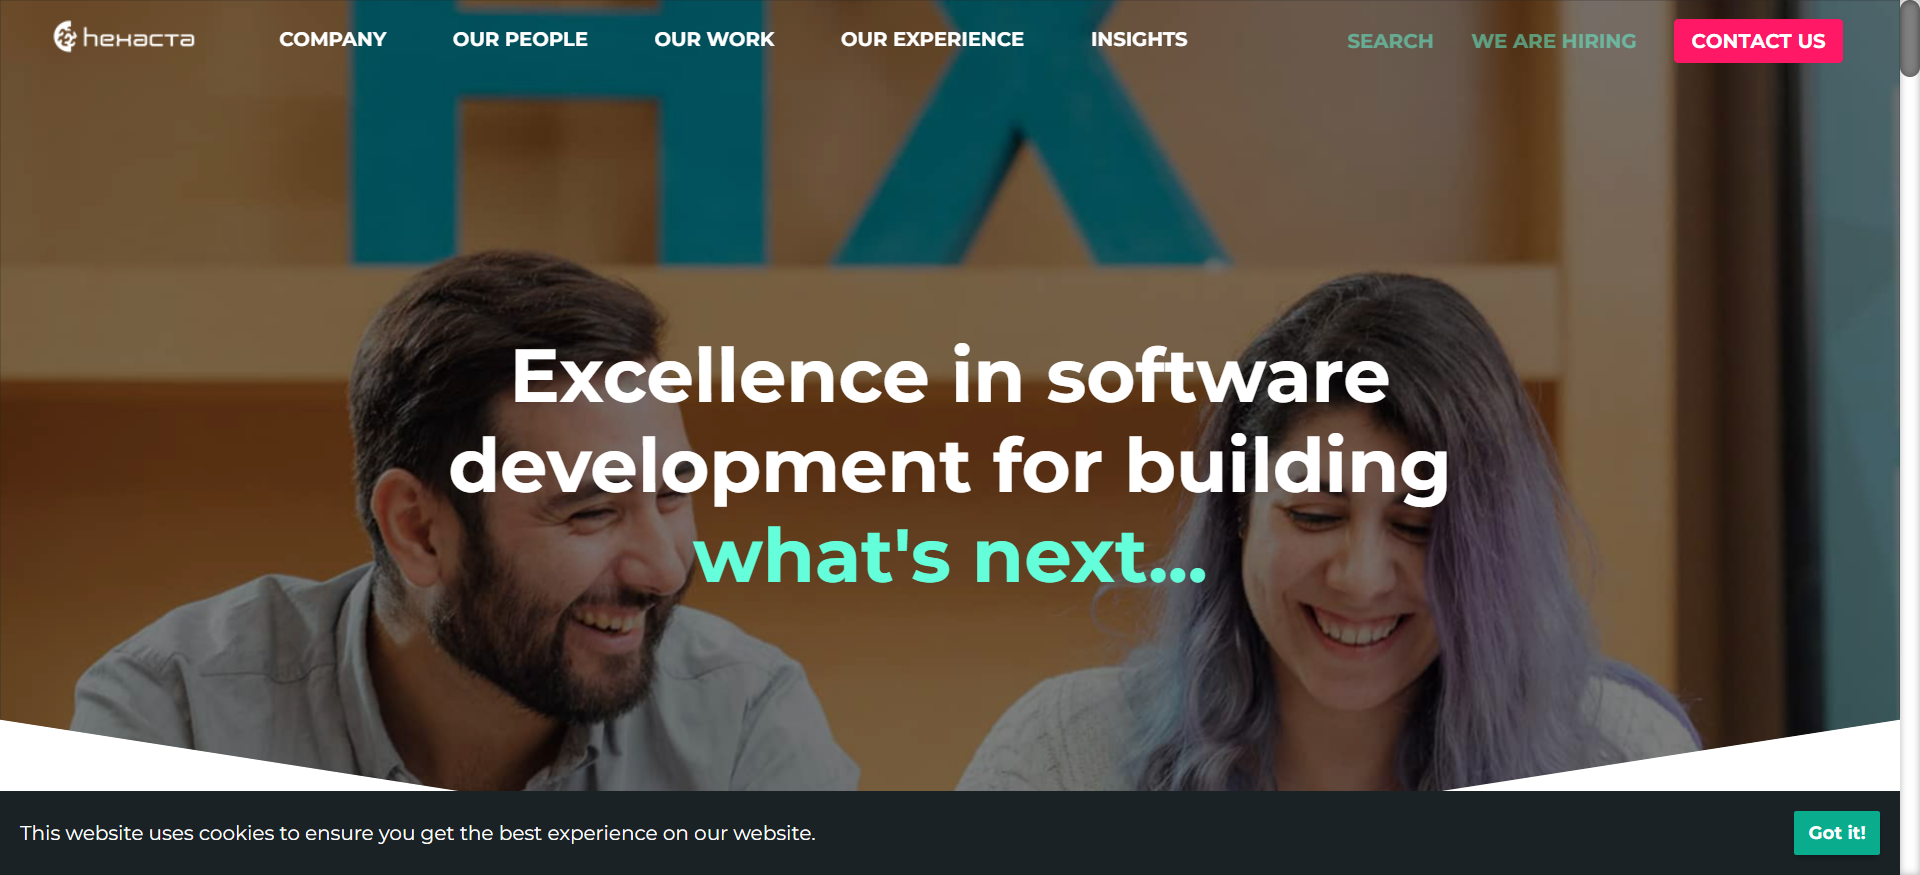 hexacta
COMPANY
OUR PEOPLE
OUR WORK
OUR EXPERIENCE
INSIGHTS
SEARCH
WE ARE HIRING
CONTACT US
HX
Excellence in software
development for building
what's next...
This website uses cookies to ensure you get the best experience on our website.
Got it!